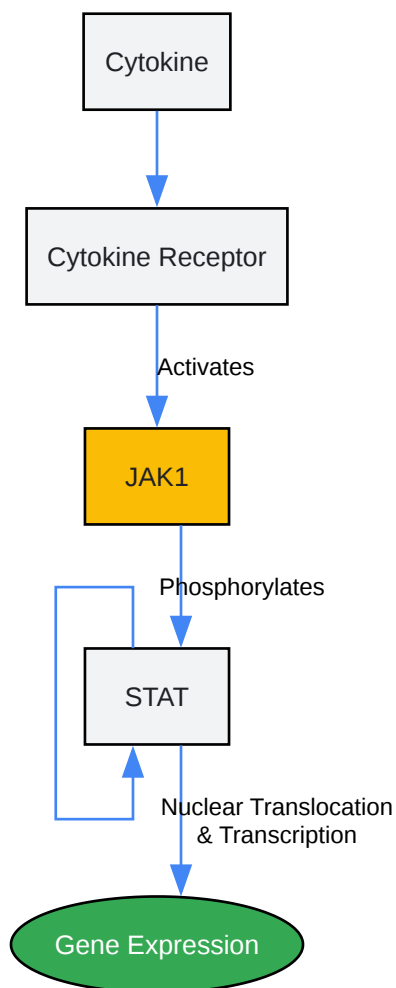 Cytokine
Cytokine Receptor
Activates
JAK1
Phosphorylates
STAT
Nuclear Translocation
& Transcription
Gene Expression